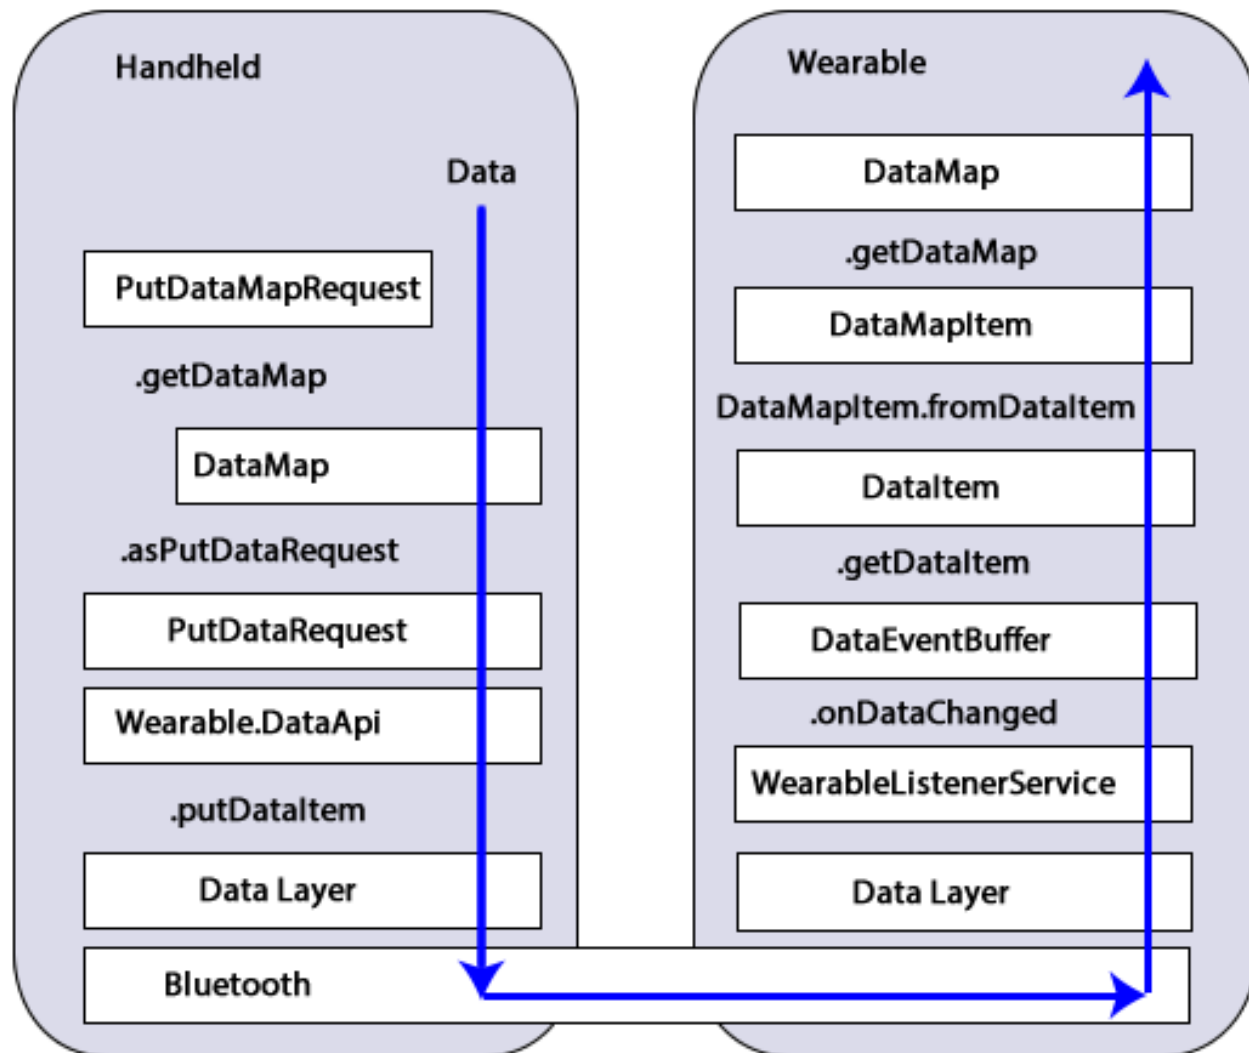 Handheld
Data
PutDataMapRequest
.getDataMap
DataMap
.asPutDataRequest
PutDataRequest
Wearable.DataApi
.putDataItem
Data Layer
Bluetooth
Wearable
DataMap
.getDataMap
DataMapItem
DataMapItem.fromDataItem
DataItem
.getDataItem
DataEventBuffer
.onDataChanged
WearableListenerService
Data Layer